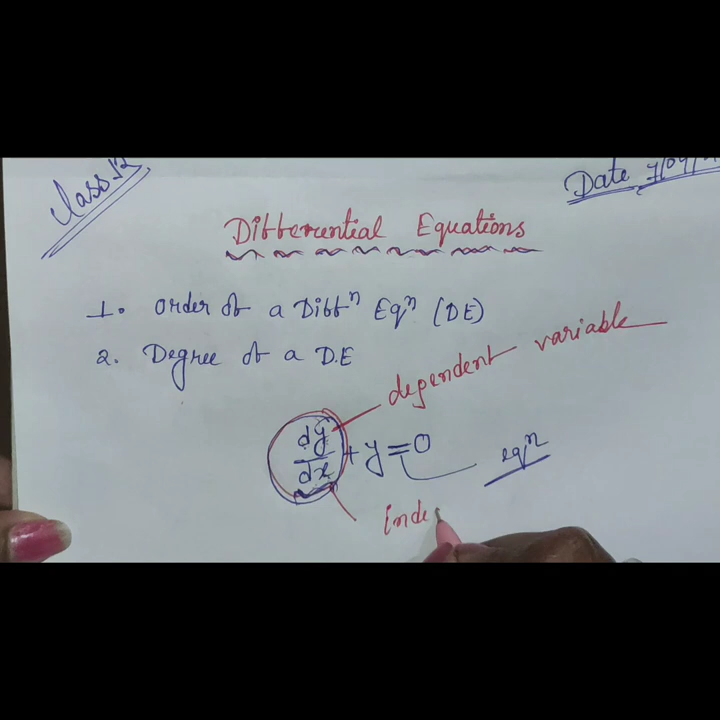 Class 12
Date 7/09/
Differential Equations
1. Order of a Diffⁿ Eqⁿ (DE)
2. Degree of a D.E
dependent variable
dy/dx + y = 0
eqⁿ
inde